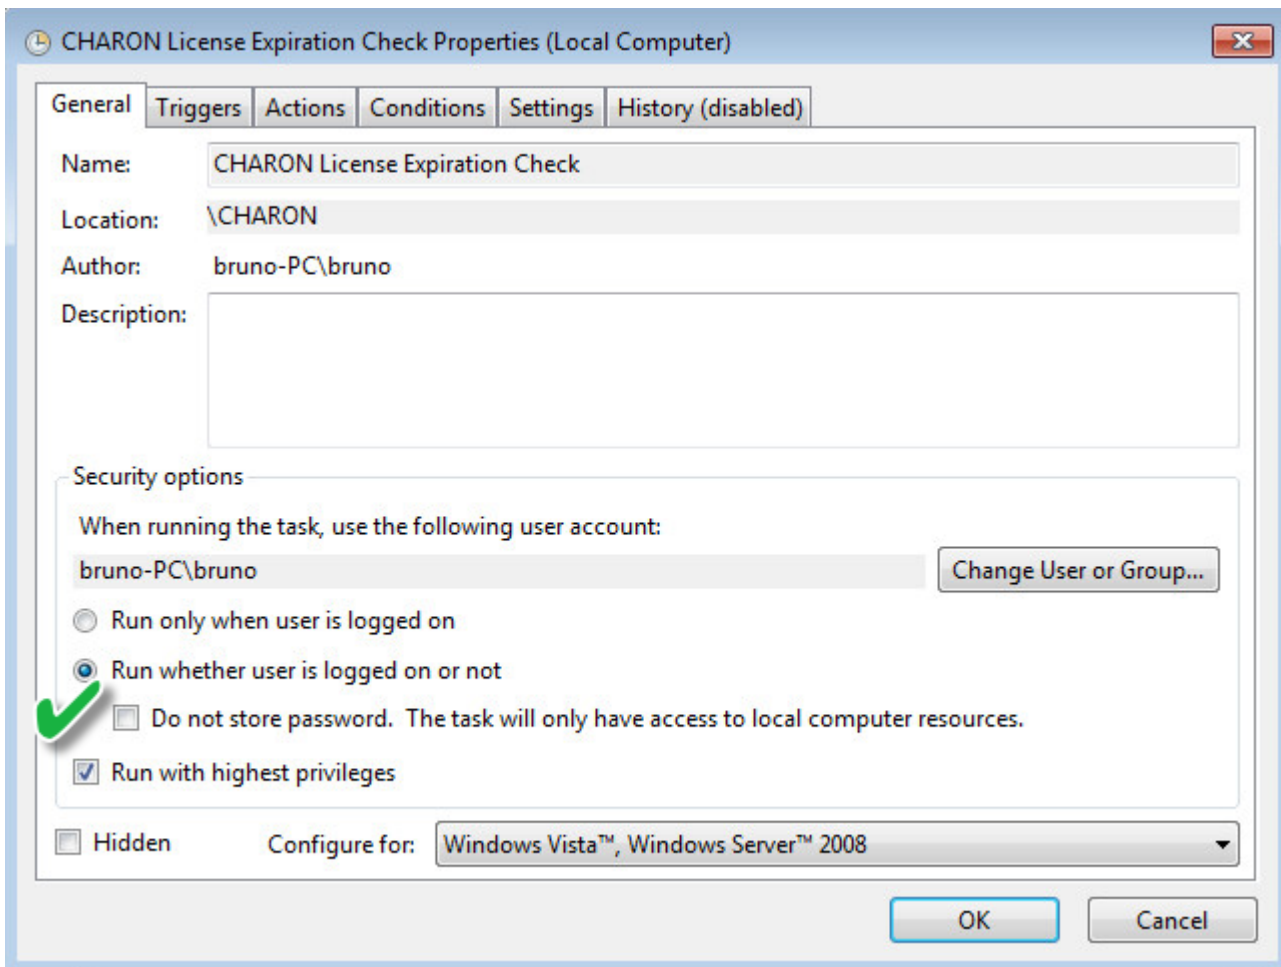 CHARON License Expiration Check Properties (Local Computer)
General Triggers Actions Conditions Settings History (disabled)
Name: CHARON License Expiration Check
Location: \CHARON
Author: bruno-PC\bruno
Description:
Security options
When running the task, use the following user account:
bruno-PC\bruno Change User or Group...
Run only when user is logged on
Run whether user is logged on or not
Do not store password. The task will only have access to local computer resources.
Run with highest privileges
Hidden Configure for: Windows Vista™, Windows Server™ 2008
OK Cancel